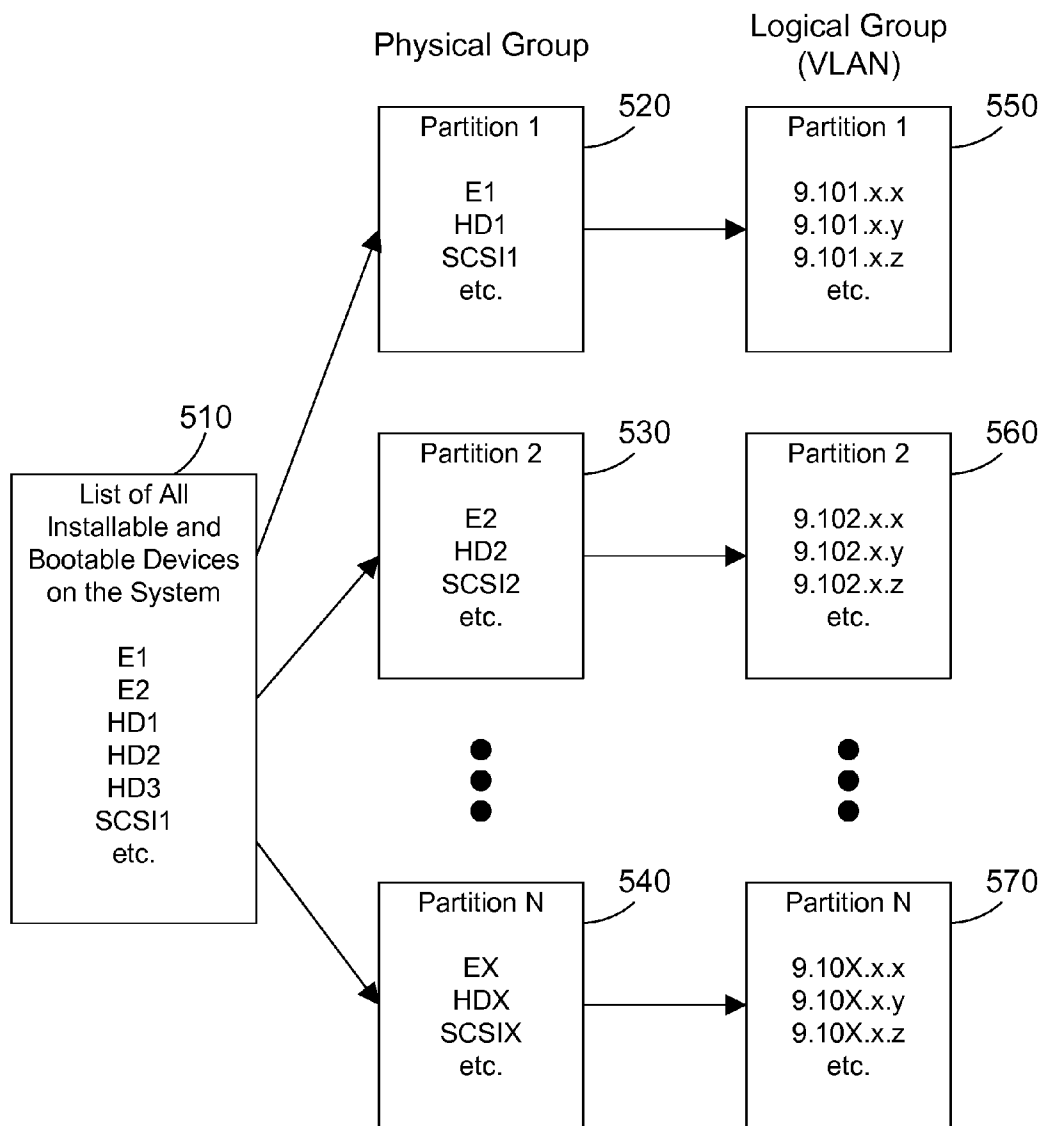 Physical Group
Logical Group
(VLAN)
520
Partition 1
E1
HD1
SCSI1
etc.
550
Partition 1
9.101.x.x
9.101.x.y
9.101.x.z
etc.
510
List of All
Installable and
Bootable Devices
on the System
E1
E2
HD1
HD2
HD3
SCSI1
etc.
530
Partition 2
E2
HD2
SCSI2
etc.
560
Partition 2
9.102.x.x
9.102.x.y
9.102.x.z
etc.
540
Partition N
EX
HDX
SCSIX
etc.
570
Partition N
9.10X.x.x
9.10X.x.y
9.10X.x.z
etc.